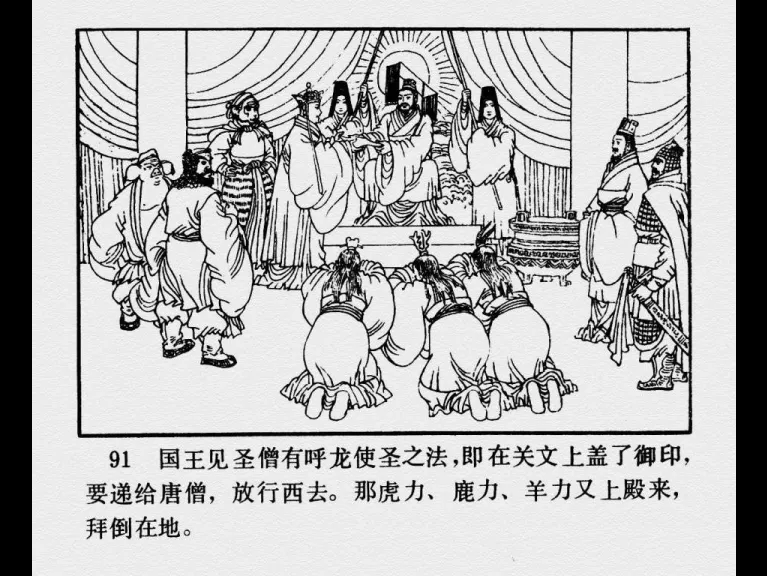 91 国王见圣僧有呼龙使圣之法，即在关文上盖了御印，
要递给唐僧，放行西去。那虎力、鹿力、羊力又上殿来，
拜倒在地。